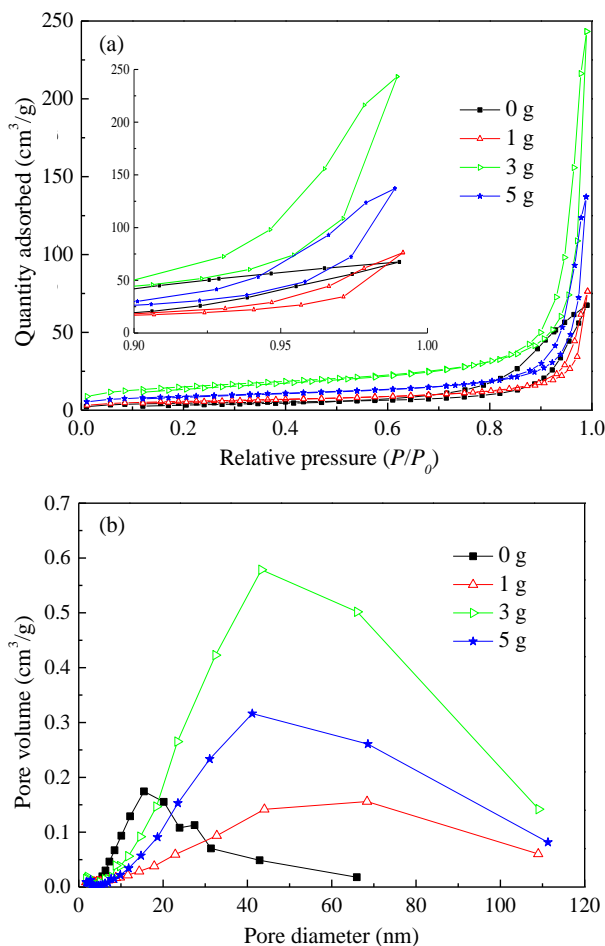 (a)
250
200
150
100
50
0
0.0 0.2 0.4 0.6 0.8 1.0
Quantity adsorbed (cm³/g)
Relative pressure (P/P₀)
0 g
1 g
3 g
5 g
250
200
150
100
50
0
0.90 0.95 1.00
(b)
0.7
0.6
0.5
0.4
0.3
0.2
0.1
0.0
0 20 40 60 80 100 120
Pore volume (cm³/g)
Pore diameter (nm)
0 g
1 g
3 g
5 g